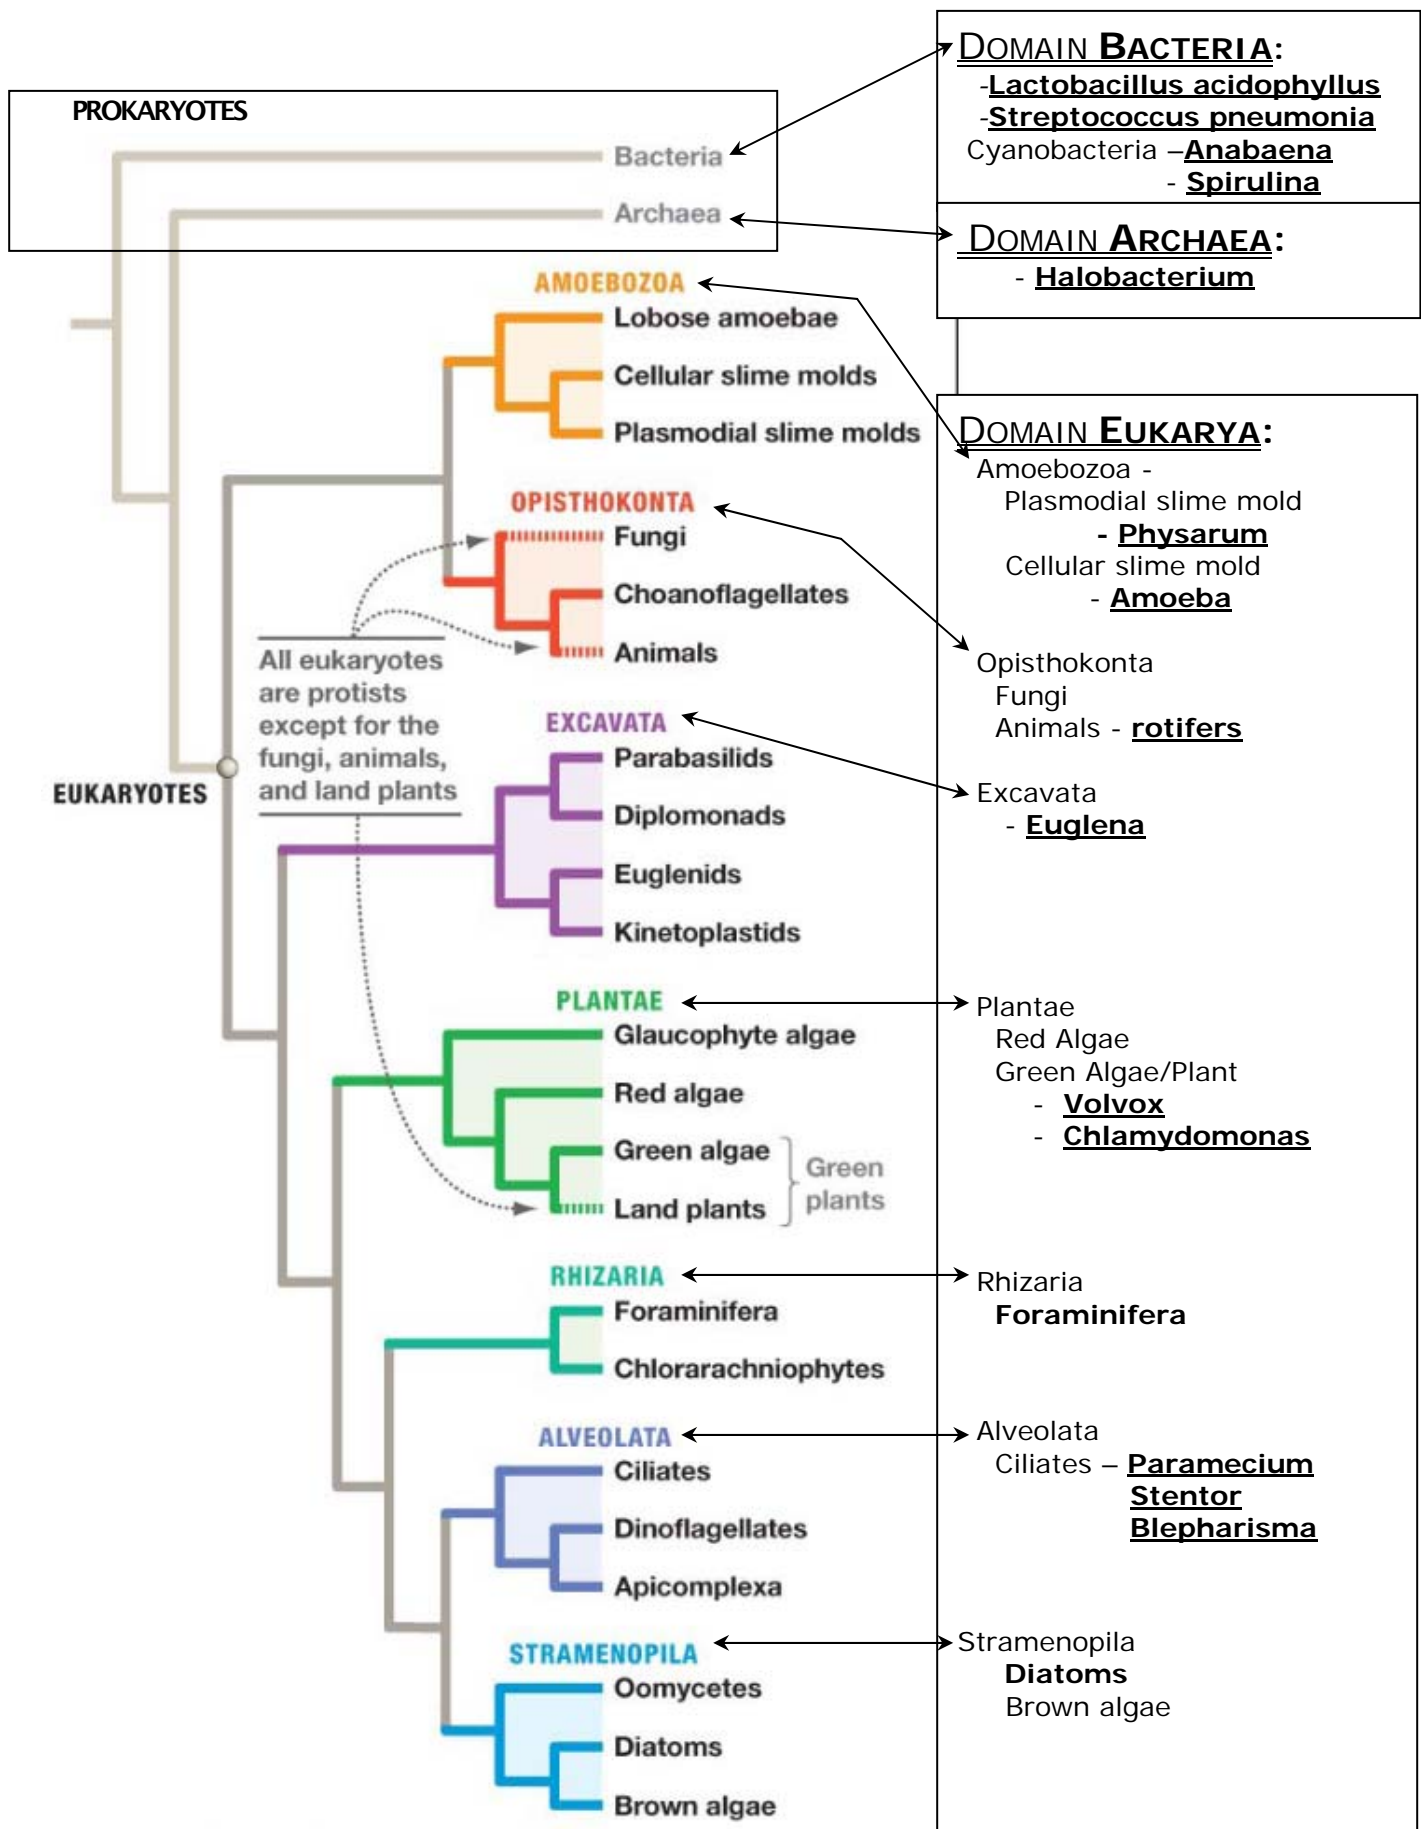 PROKARYOTES
Bacteria
Archaea
AMOEBOZOA
Lobose amoebae
Cellular slime molds
Plasmodial slime molds
OPISTHOKONTA
Fungi
Choanoflagellates
Animals
All eukaryotes
are protists
except for the
fungi, animals,
and land plants
EUKARYOTES
EXCAVATA
Parabasilids
Diplomonads
Euglenids
Kinetoplastids
PLANTAE
Glaucophyte algae
Red algae
Green algae
Land plants
Green
plants
RHIZARIA
Foraminifera
Chlorarachniophytes
ALVEOLATA
Ciliates
Dinoflagellates
Apicomplexa
STRAMENOPILA
Oomycetes
Diatoms
Brown algae
DOMAIN BACTERIA:
-Lactobacillus acidophyllus
-Streptococcus pneumonia
Cyanobacteria –Anabaena
- Spirulina
DOMAIN ARCHAEA:
- Halobacterium
DOMAIN EUKARYA:
Amoebozoa -
Plasmodial slime mold
- Physarum
Cellular slime mold
- Amoeba
Opisthokonta
Fungi
Animals - rotifers
Excavata
- Euglena
Plantae
Red Algae
Green Algae/Plant
- Volvox
- Chlamydomonas
Rhizaria
Foraminifera
Alveolata
Ciliates – Paramecium
Stentor
Blepharisma
Stramenopila
Diatoms
Brown algae